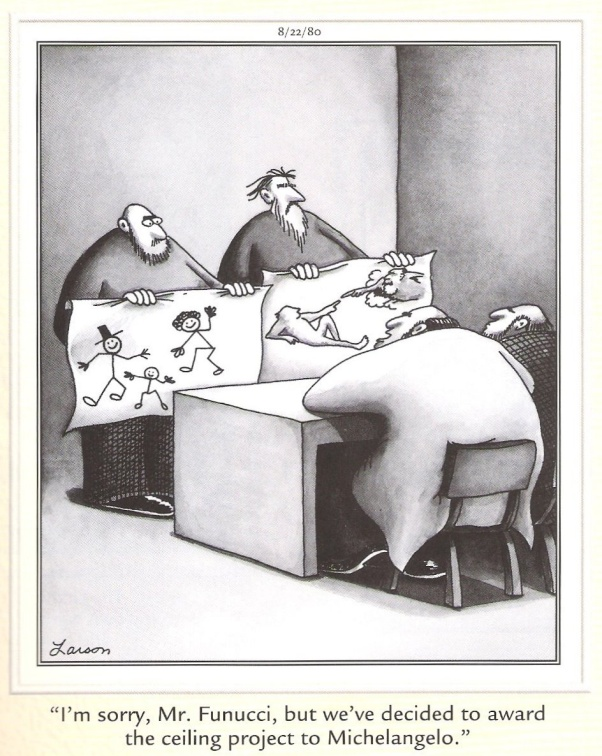 8/22/80
Larson
“I'm sorry, Mr. Funucci, but we've decided to award
the ceiling project to Michelangelo.”